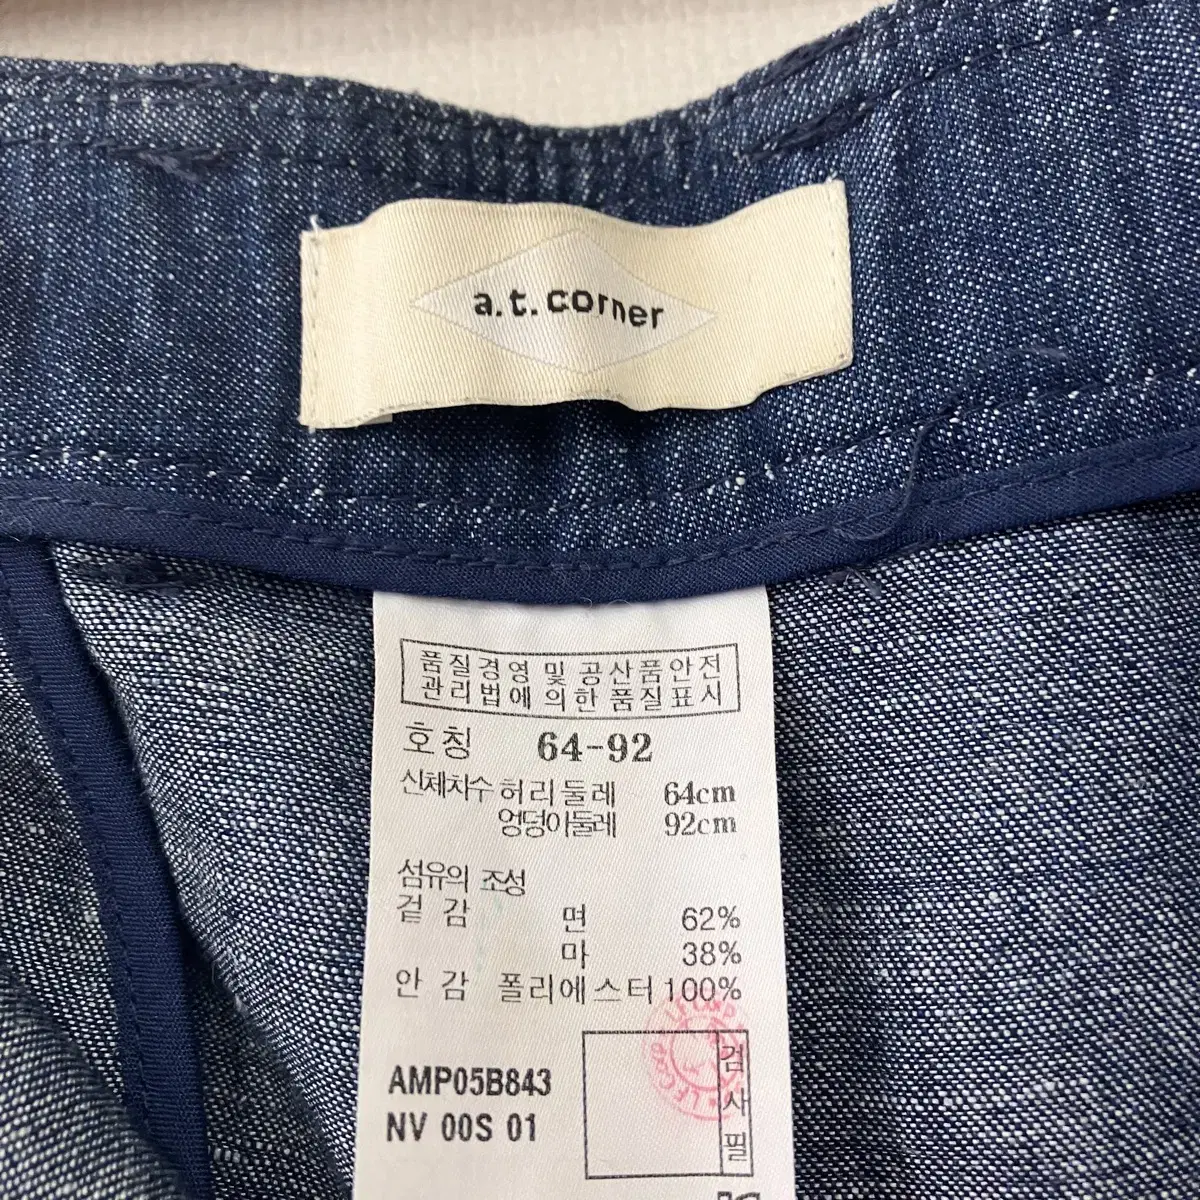 a.t. corner
품질경영 및 공산품안전
관리법에 의한 품질표시
호칭 64-92
신체치수 허리둘레 64cm
엉덩이둘레 92cm
섬유의 조성
겉감 면 62%
마 38%
안감 폴리에스터 100%
AMP05B843
NV 00S 01
검사필
LF CORP